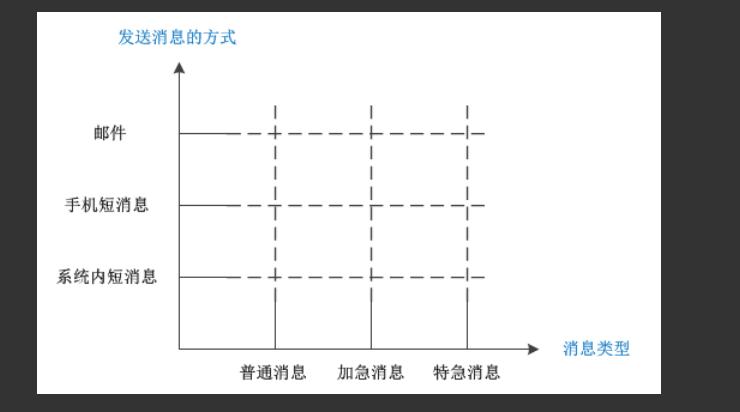 发送消息的方式
邮件
手机短消息
系统内短消息
消息类型
普通消息 加急消息 特急消息